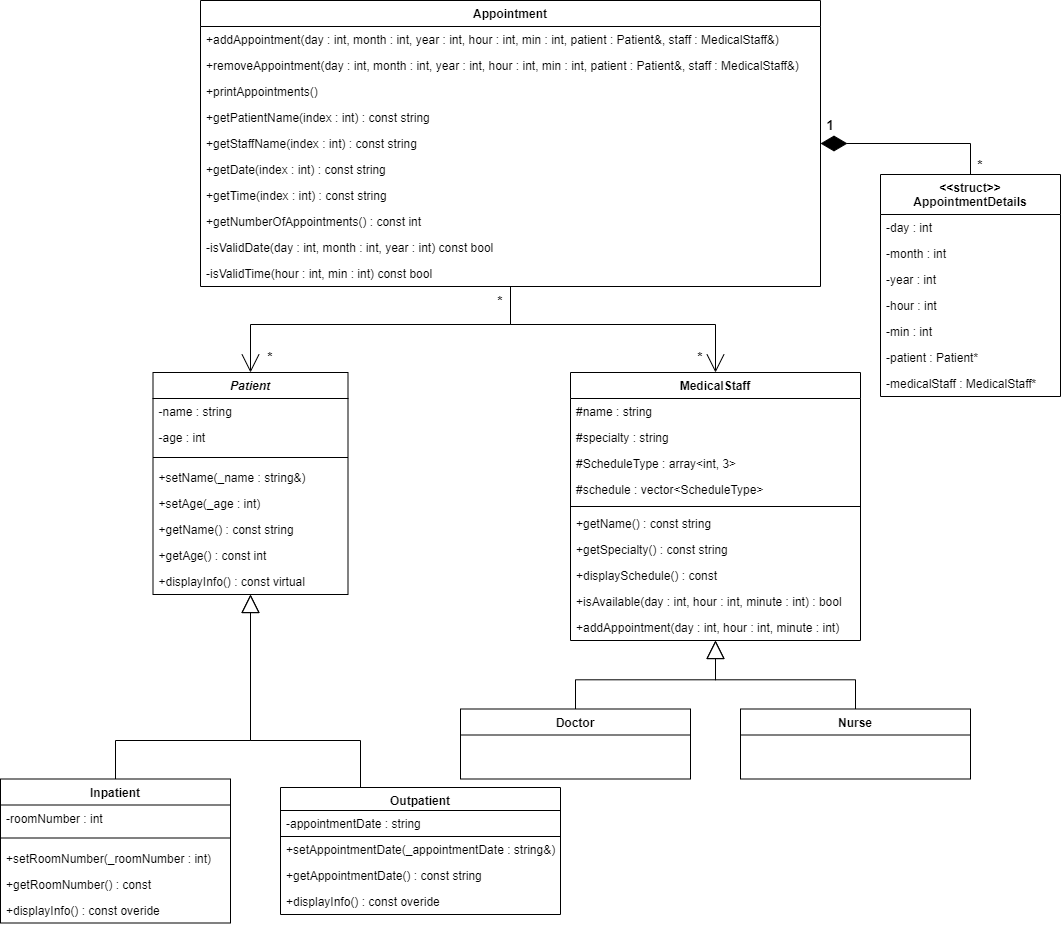 Appointment
+addAppointment(day : int, month : int, year : int, hour : int, min : int, patient : Patient&, staff : MedicalStaff&)
+removeAppointment(day : int, month : int, year : int, hour : int, min : int, patient : Patient&, staff : MedicalStaff&)
+printAppointments()
+getPatientName(index : int) : const string
+getStaffName(index : int) : const string
+getDate(index : int) : const string
+getTime(index : int) : const string
+getNumberOfAppointments() : const int
-isValidDate(day : int, month : int, year : int) const bool
-isValidTime(hour : int, min : int) const bool
1
*
<<struct>>
AppointmentDetails
-day : int
-month : int
-year : int
-hour : int
-min : int
-patient : Patient*
-medicalStaff : MedicalStaff*
*
*
*
Patient
-name : string
-age : int
+setName(_name : string&)
+setAge(_age : int)
+getName() : const string
+getAge() : const int
+displayInfo() : const virtual
MedicalStaff
#name : string
#specialty : string
#ScheduleType : array<int, 3>
#schedule : vector<ScheduleType>
+getName() : const string
+getSpecialty() : const string
+displaySchedule() : const
+isAvailable(day : int, hour : int, minute : int) : bool
+addAppointment(day : int, hour : int, minute : int)
Doctor
Nurse
Inpatient
-roomNumber : int
+setRoomNumber(_roomNumber : int)
+getRoomNumber() : const
+displayInfo() : const overide
Outpatient
-appointmentDate : string
+setAppointmentDate(_appointmentDate : string&)
+getAppointmentDate() : const string
+displayInfo() : const overide